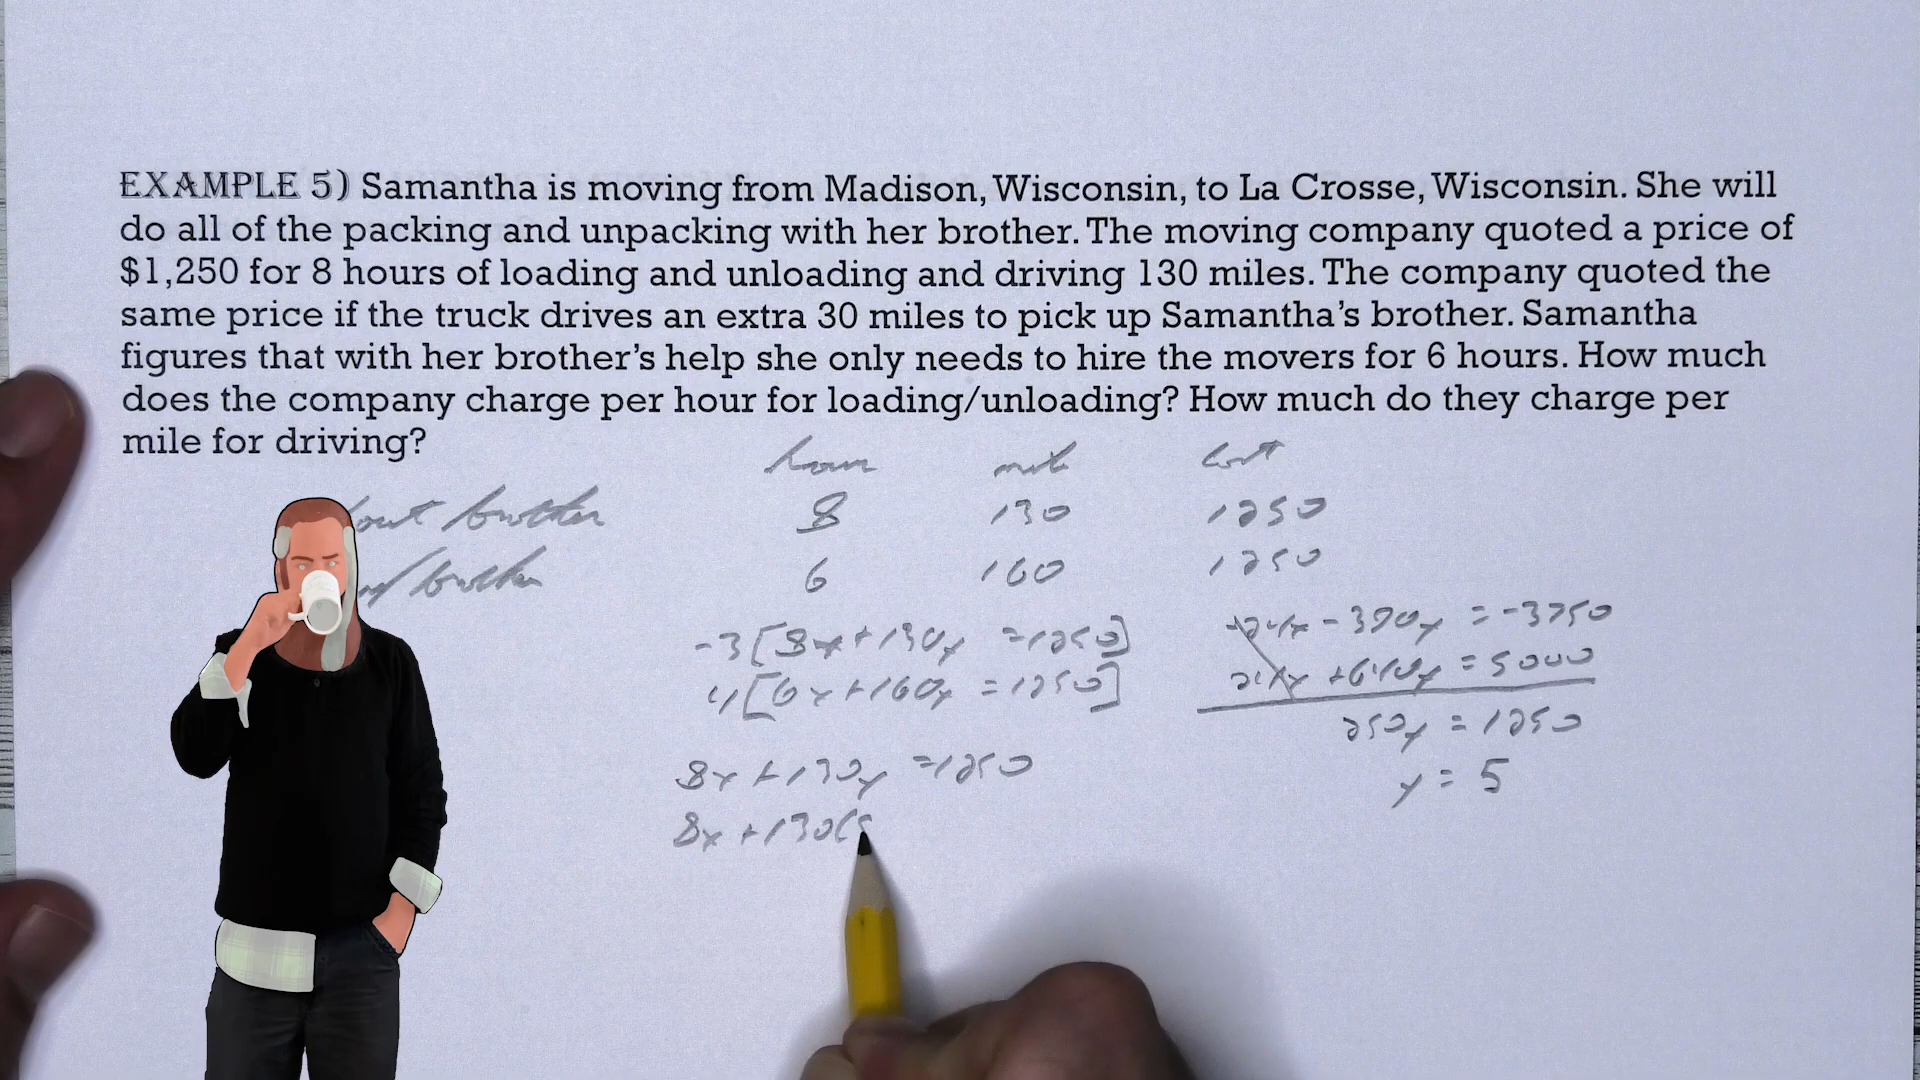 EXAMPLE 5) Samantha is moving from Madison, Wisconsin, to La Crosse, Wisconsin. She will
do all of the packing and unpacking with her brother. The moving company quoted a price of
$1,250 for 8 hours of loading and unloading and driving 130 miles. The company quoted the
same price if the truck drives an extra 30 miles to pick up Samantha's brother. Samantha
figures that with her brother's help she only needs to hire the movers for 6 hours. How much
does the company charge per hour for loading/unloading? How much do they charge per
mile for driving?
hour mile cost
out brother 8 130 1250
w/ brother 6 160 1250
-3[8x+130y =1250]
4[6x+160y =1250]
-24x-390y = -3750
24x+640y = 5000
250y = 1250
y = 5
8x+130y =1250
8x+130(5